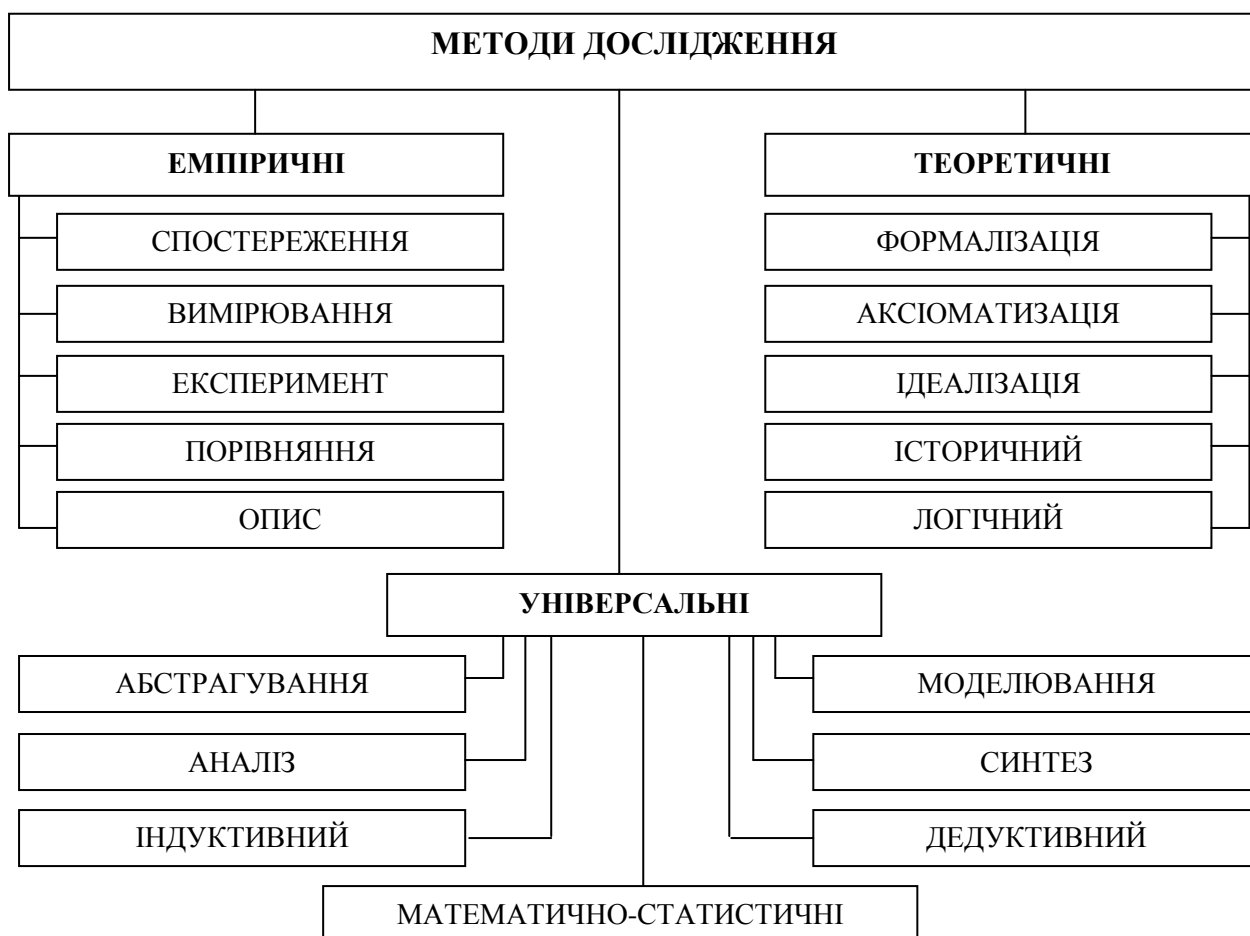 МЕТОДИ ДОСЛІДЖЕННЯ
ЕМПІРИЧНІ
СПОСТЕРЕЖЕННЯ
ВИМІРЮВАННЯ
ЕКСПЕРИМЕНТ
ПОРІВНЯННЯ
ОПИС
ТЕОРЕТИЧНІ
ФОРМАЛІЗАЦІЯ
АКСІОМАТИЗАЦІЯ
ІДЕАЛІЗАЦІЯ
ІСТОРИЧНИЙ
ЛОГІЧНИЙ
УНІВЕРСАЛЬНІ
АБСТРАГУВАННЯ
АНАЛІЗ
ІНДУКТИВНИЙ
МОДЕЛЮВАННЯ
СИНТЕЗ
ДЕДУКТИВНИЙ
МАТЕМАТИЧНО-СТАТИСТИЧНІ